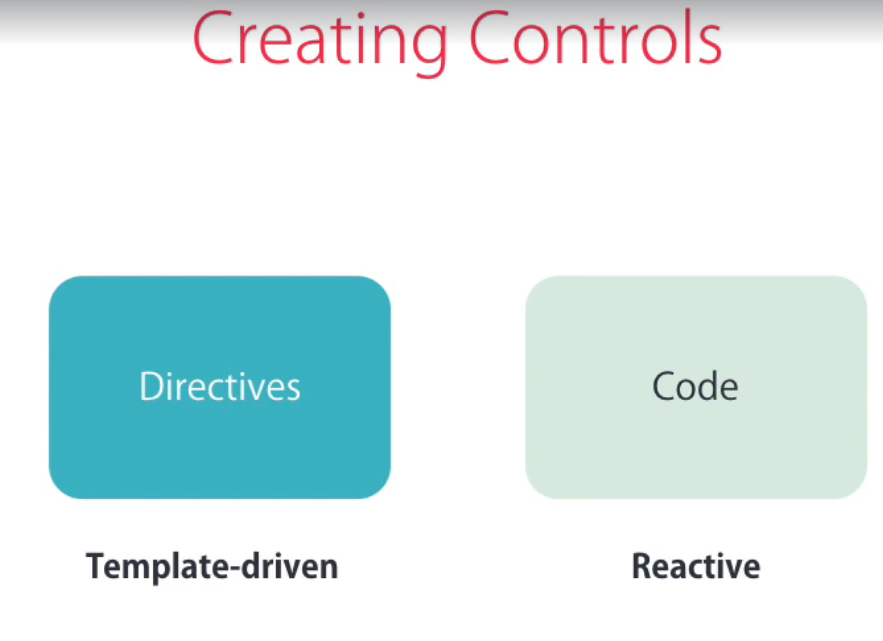 Creating Controls
Directives
Code
Template-driven
Reactive